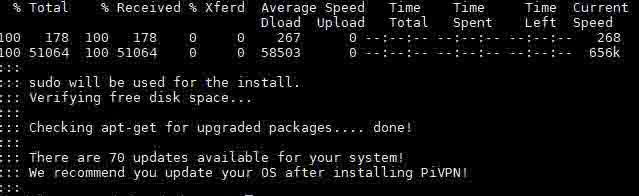 % Total % Received % Xferd Average Speed Time Time Time Current
Dload Upload Total Spent Left Speed
100 178 100 178 0 0 267 0 --:--:-- --:--:-- --:--:-- 268
100 51064 100 51064 0 0 58503 0 --:--:-- --:--:-- --:--:-- 656k
:::
::: sudo will be used for the install.
::: Verifying free disk space...
:::
::: Checking apt-get for upgraded packages.... done!
:::
::: There are 70 updates available for your system!
::: We recommend you update your OS after installing PiVPN!
:::